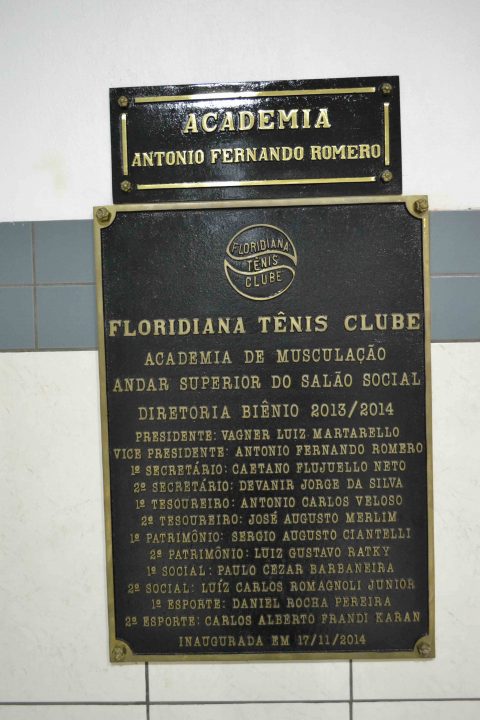 ACADEMIA
ANTONIO FERNANDO ROMERO
FLORIDIANA
TÊNIS
CLUBE
FLORIDIANA TÊNIS CLUBE
ACADEMIA DE MUSCULAÇÃO
ANDAR SUPERIOR DO SALÃO SOCIAL
DIRETORIA BIÊNIO 2013/2014
PRESIDENTE: VAGNER LUIZ MARTARELLO
VICE PRESIDENTE: ANTONIO FERNANDO ROMERO
1º SECRETÁRIO: CAETANO FLUJUELLO NETO
2º SECRETÁRIO: DEVANIR JORGE DA SILVA
1º TESOUREIRO: ANTONIO CARLOS VELOSO
2º TESOUREIRO: JOSÉ AUGUSTO MERLIM
1º PATRIMÔNIO: SERGIO AUGUSTO CIANTELLI
2º PATRIMÔNIO: LUIZ GUSTAVO RATKY
1º SOCIAL: PAULO CEZAR BARBANEIRA
2º SOCIAL: LUÍZ CARLOS ROMAGNOLI JUNIOR
1º ESPORTE: DANIEL ROCHA PEREIRA
2º ESPORTE: CARLOS ALBERTO FRANDI KARAN
INAUGURADA EM 17/11/2014